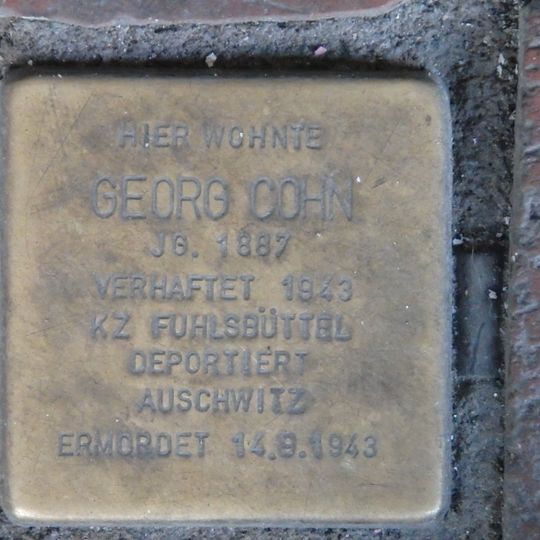 HIER WOHNTE
GEORG COHN
JG. 1887
VERHAFTET 1943
KZ FUHLSBÜTTEL
DEPORTIERT
AUSCHWITZ
ERMORDET 14.9.1943